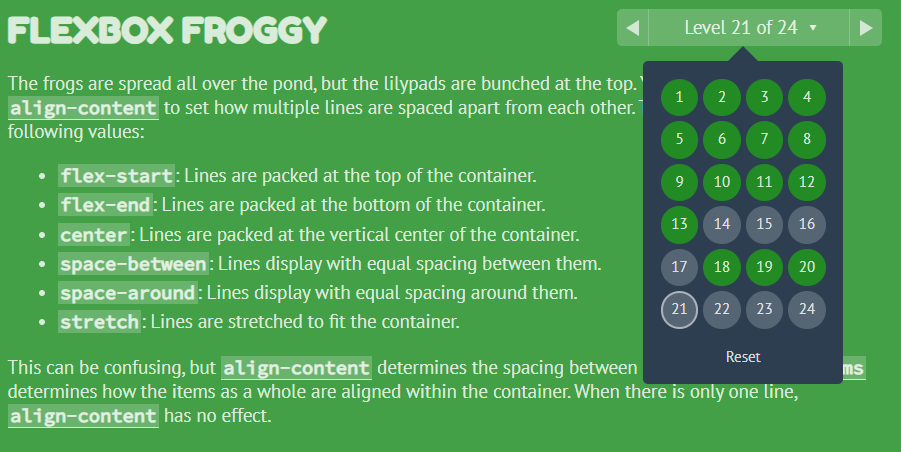 FLEXBOX FROGGY
Level 21 of 24
The frogs are spread all over the pond, but the lilypads are bunched at the top.
align-content to set how multiple lines are spaced apart from each other.
following values:
flex-start: Lines are packed at the top of the container.
flex-end: Lines are packed at the bottom of the container.
center: Lines are packed at the vertical center of the container.
space-between: Lines display with equal spacing between them.
space-around: Lines display with equal spacing around them.
stretch: Lines are stretched to fit the container.
This can be confusing, but align-content determines the spacing between ms
determines how the items as a whole are aligned within the container. When there is only one line,
align-content has no effect.
1 2 3 4
5 6 7 8
9 10 11 12
13 14 15 16
17 18 19 20
21 22 23 24
Reset